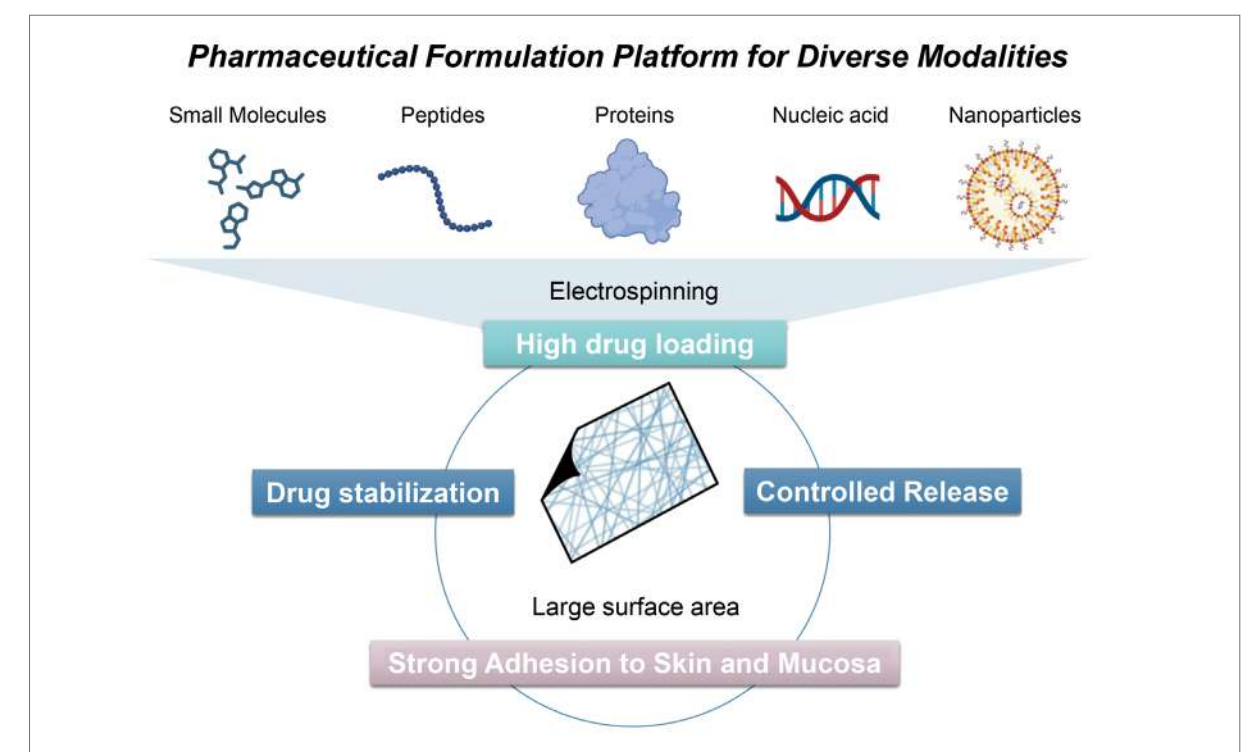 Pharmaceutical Formulation Platform for Diverse Modalities
Small Molecules
Peptides
Proteins
Nucleic acid
Nanoparticles
Electrospinning
High drug loading
Drug stabilization
Controlled Release
Large surface area
Strong Adhesion to Skin and Mucosa